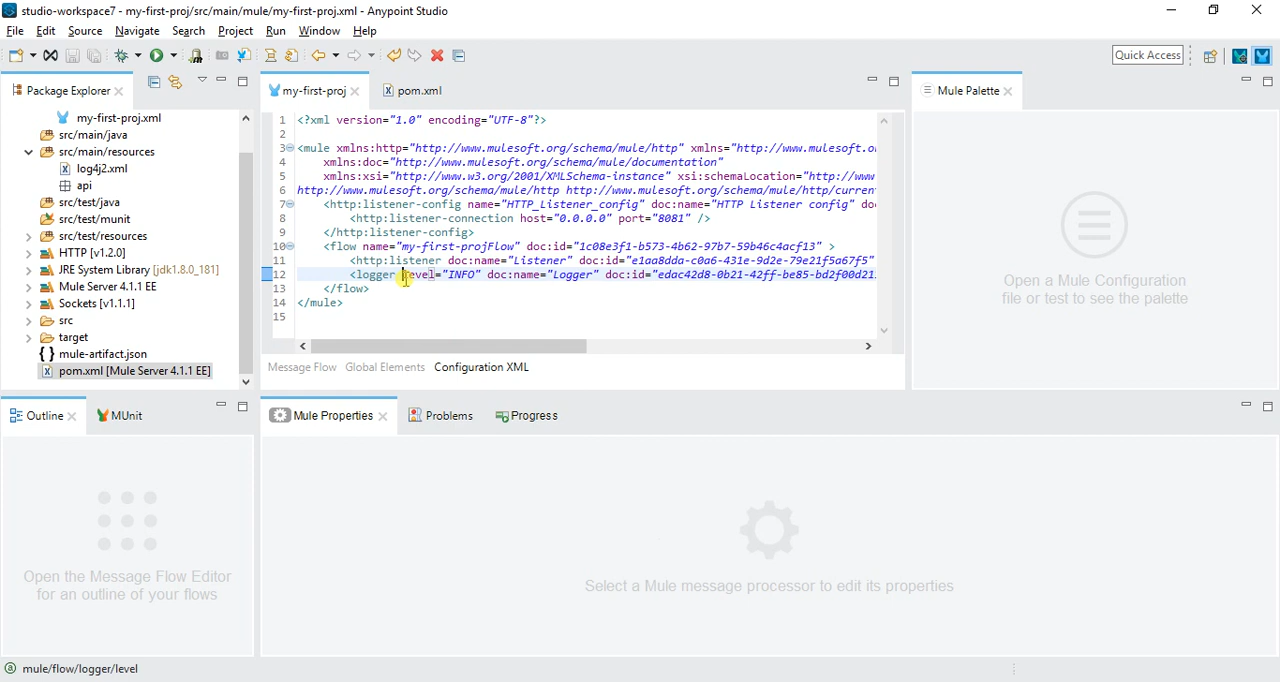 studio-workspace7 - my-first-proj/src/main/mule/my-first-proj.xml - Anypoint Studio
File Edit Source Navigate Search Project Run Window Help
Quick Access
Package Explorer
my-first-proj
pom.xml
Mule Palette
my-first-proj.xml
src/main/java
src/main/resources
log4j2.xml
api
src/test/java
src/test/munit
src/test/resources
HTTP [v1.2.0]
JRE System Library [jdk1.8.0_181]
Mule Server 4.1.1 EE
Sockets [v1.1.1]
src
target
mule-artifact.json
pom.xml [Mule Server 4.1.1 EE]
1 <?xml version="1.0" encoding="UTF-8"?>
2
3 <mule xmlns:http="http://www.mulesoft.org/schema/mule/http" xmlns="http://www.mulesoft.o
4 xmlns:doc="http://www.mulesoft.org/schema/mule/documentation"
5 xmlns:xsi="http://www.w3.org/2001/XMLSchema-instance" xsi:schemaLocation="http://www
6 http://www.mulesoft.org/schema/mule/http http://www.mulesoft.org/schema/mule/http/curren
7 <http:listener-config name="HTTP_Listener_config" doc:name="HTTP Listener config" do
8 <http:listener-connection host="0.0.0.0" port="8081" />
9 </http:listener-config>
10 <flow name="my-first-projFlow" doc:id="1c08e3f1-b573-4b62-97b7-59b46c4acf13" >
11 <http:listener doc:name="Listener" doc:id="e1aa8dda-c0a6-431e-9d2e-79e21f5a67f5"
12 <logger level="INFO" doc:name="Logger" doc:id="edac42d8-0b21-42ff-be85-bd2f00d21
13 </flow>
14 </mule>
15
Message Flow Global Elements Configuration XML
Open a Mule Configuration
file or test to see the palette
Outline
MUnit
Mule Properties
Problems
Progress
Open the Message Flow Editor
for an outline of your flows
Select a Mule message processor to edit its properties
mule/flow/logger/level